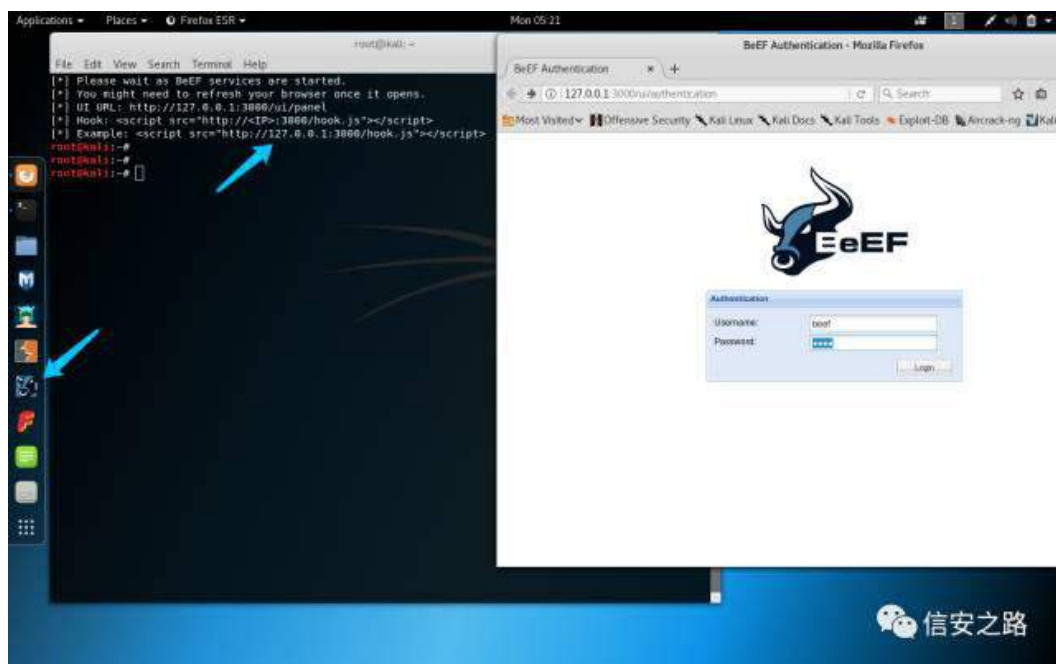 Applications Places Firefox ESR Mon 05:21 1
root@kali: ~
File Edit View Search Terminal Help
[*] Please wait as BeEF services are started.
[*] You might need to refresh your browser once it opens.
[*] UI URL: http://127.0.0.1:3000/ui/panel
[*] Hook: <script src="http://<IP>:3000/hook.js"></script>
[*] Example: <script src="http://127.0.0.1:3000/hook.js"></script>
root@kali:~#
root@kali:~#
root@kali:~#
BeEF Authentication - Mozilla Firefox
BeEF Authentication × +
127.0.0.1:3000/ui/authentication Search
Most Visited Offensive Security Kali Linux Kali Docs Kali Tools Exploit-DB Aircrack-ng Kali
BeEF
Authentication
Username: beef
Password: ****
Login
信安之路